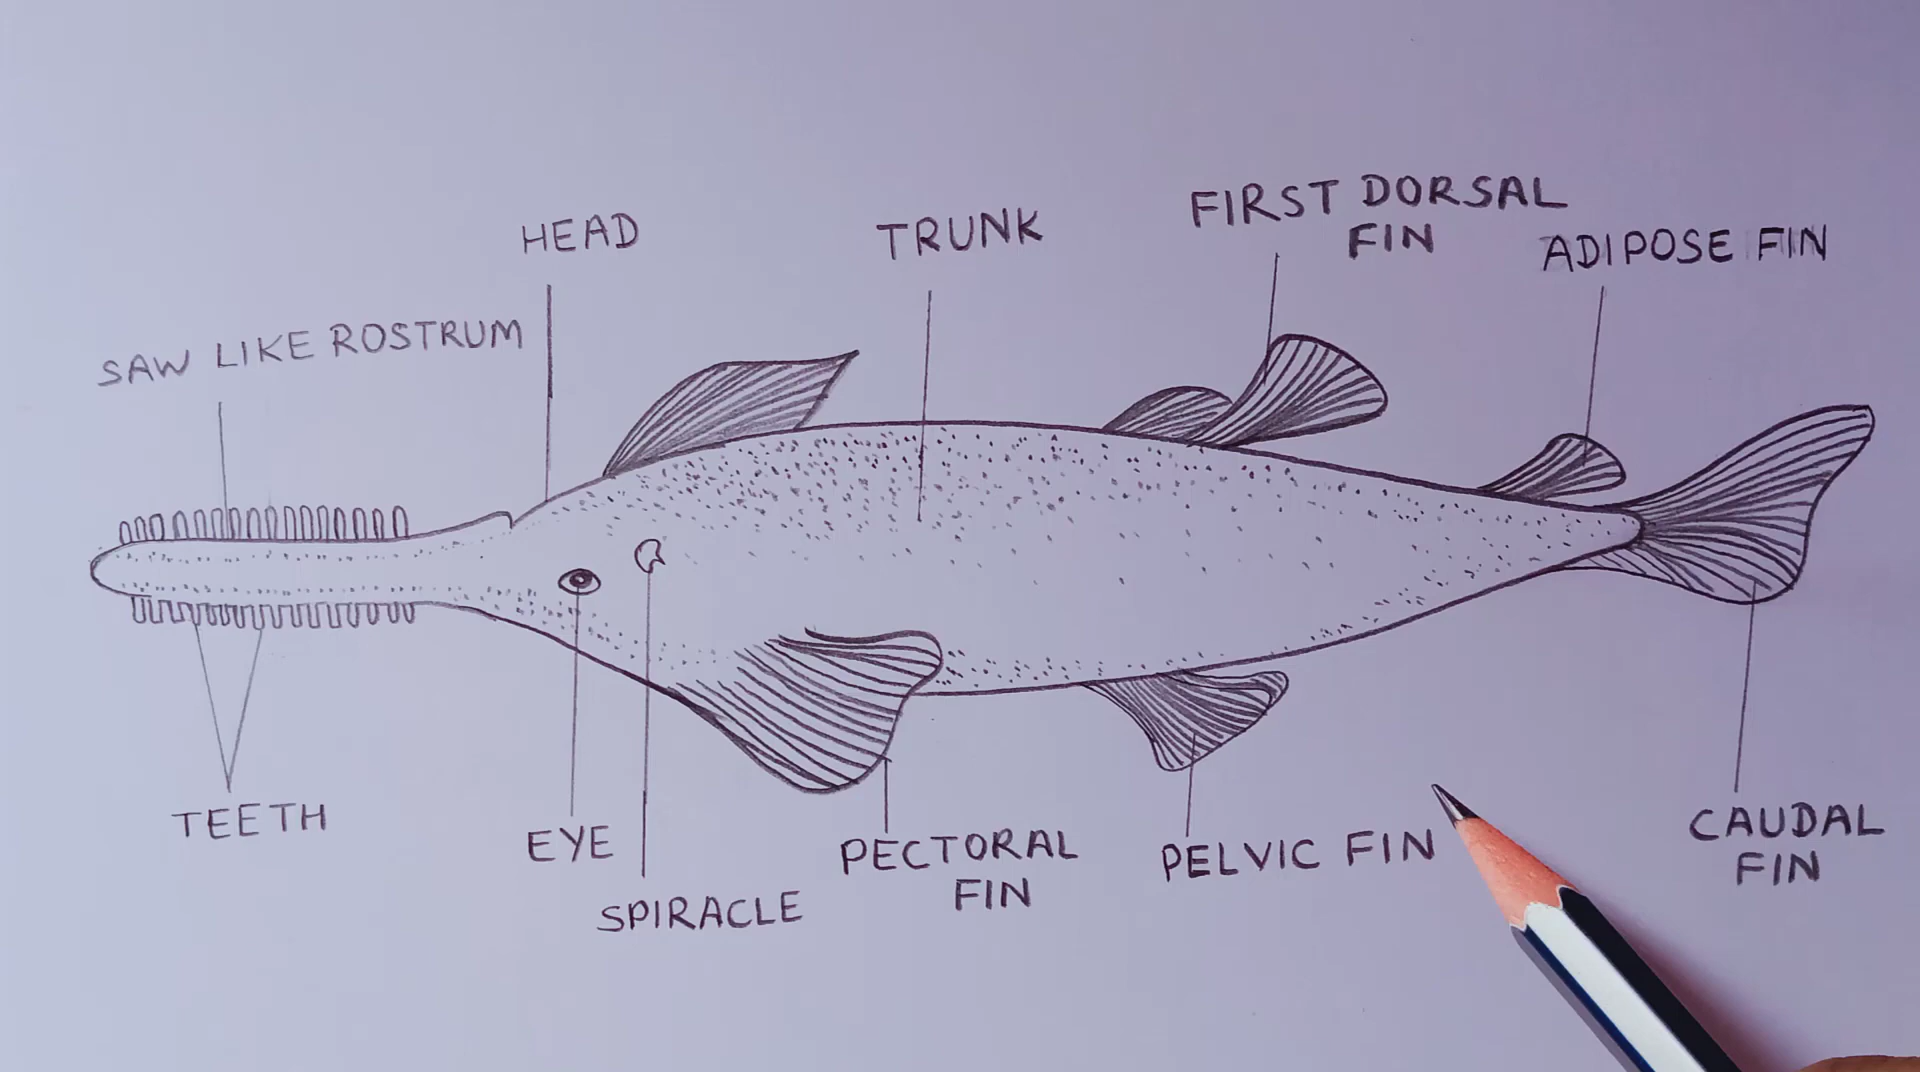 FIRST DORSAL
FIN
HEAD
TRUNK
ADIPOSE FIN
SAW LIKE ROSTRUM
TEETH
EYE
SPIRACLE
PECTORAL
FIN
PELVIC FIN
CAUDAL
FIN